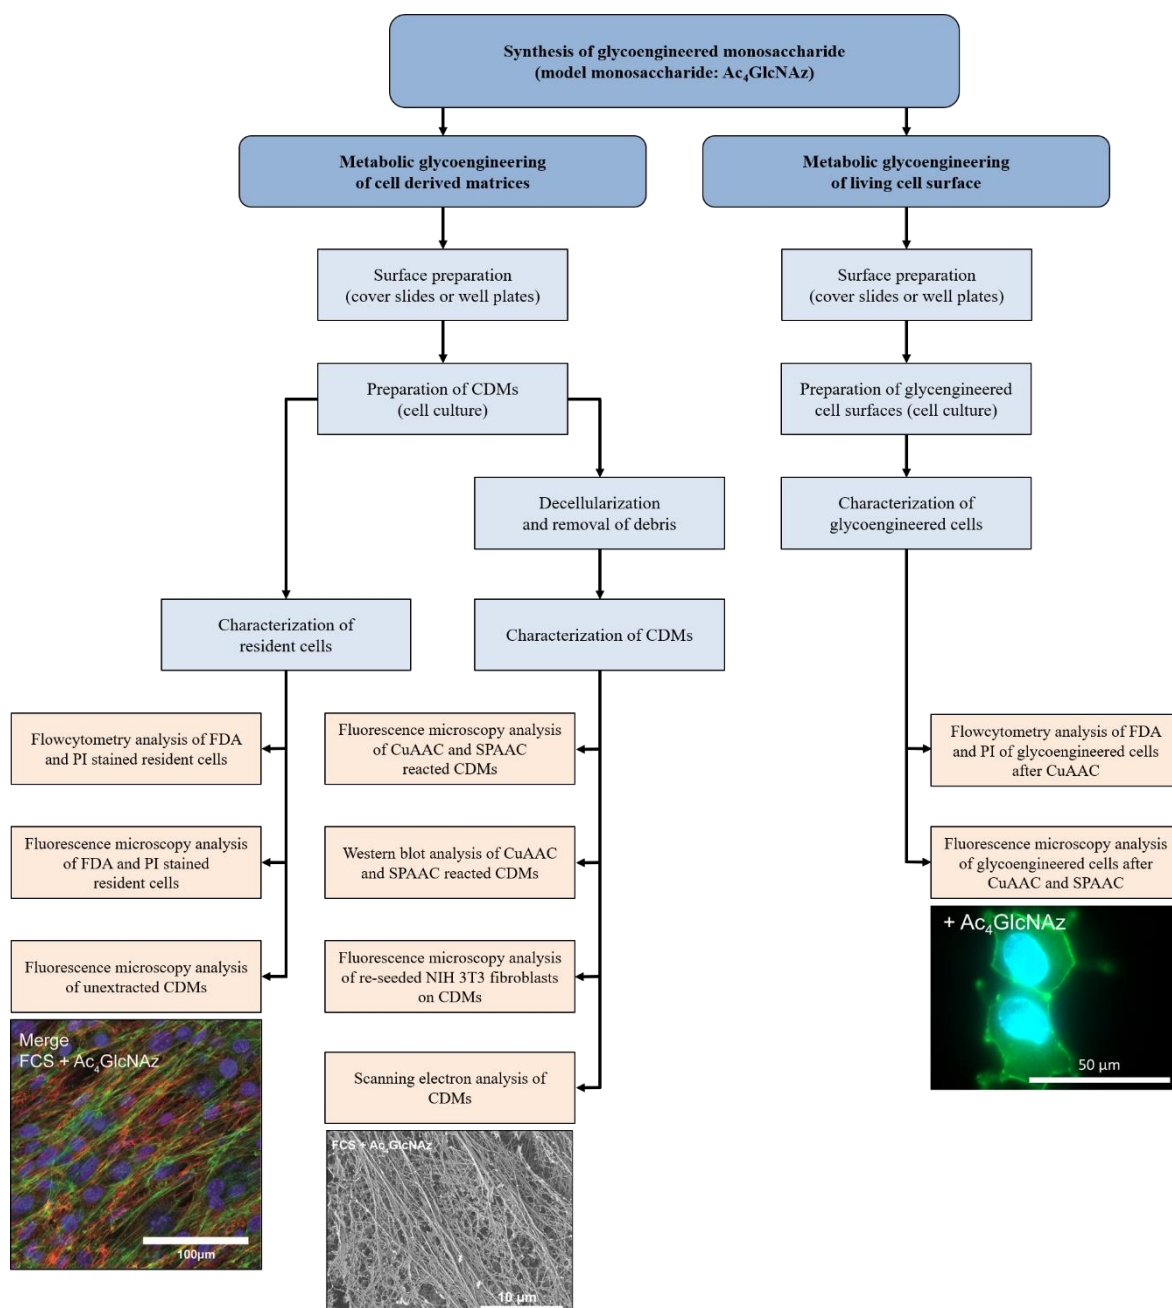 Synthesis of glycoengineered monosaccharide
(model monosaccharide: Ac₄GlcNAz)
Metabolic glycoengineering
of cell derived matrices
Metabolic glycoengineering
of living cell surface
Surface preparation
(cover slides or well plates)
Surface preparation
(cover slides or well plates)
Preparation of CDMs
(cell culture)
Preparation of glycengineered
cell surfaces (cell culture)
Decellularization
and removal of debris
Characterization of
glycoengineered cells
Characterization of
resident cells
Characterization of CDMs
Flowcytometry analysis of FDA
and PI stained resident cells
Fluorescence microscopy analysis
of CuAAC and SPAAC
reacted CDMs
Flowcytometry analysis of FDA
and PI of glycoengineered cells
after CuAAC
Fluorescence microscopy analysis
of FDA and PI stained
resident cells
Western blot analysis of CuAAC
and SPAAC reacted CDMs
Fluorescence microscopy analysis
of glycoengineered cells after
CuAAC and SPAAC
+ Ac₄GlcNAz
50 µm
Fluorescence microscopy analysis
of unextracted CDMs
Fluorescence microscopy analysis
of re-seeded NIH 3T3 fibroblasts
on CDMs
Merge
FCS + Ac₄GlcNAz
100µm
Scanning electron analysis of
CDMs
FCS + Ac₄GlcNAz
10 µm